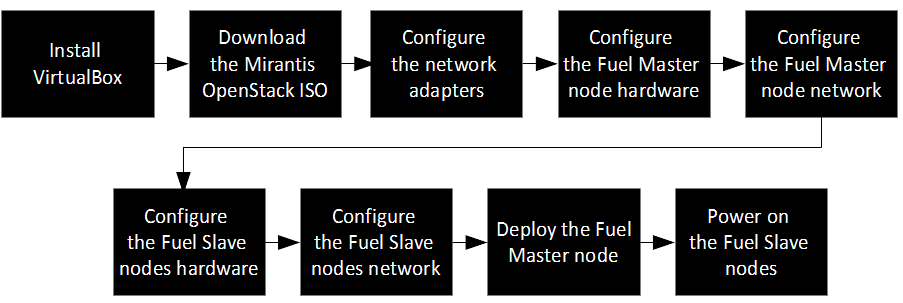 Install
VirtualBox
Download
the Mirantis
OpenStack ISO
Configure
the network
adapters
Configure
the Fuel Master
node hardware
Configure
the Fuel Master
node network
Configure
the Fuel Slave
nodes hardware
Configure
the Fuel Slave
nodes network
Deploy the Fuel
Master node
Power on
the Fuel Slave
nodes